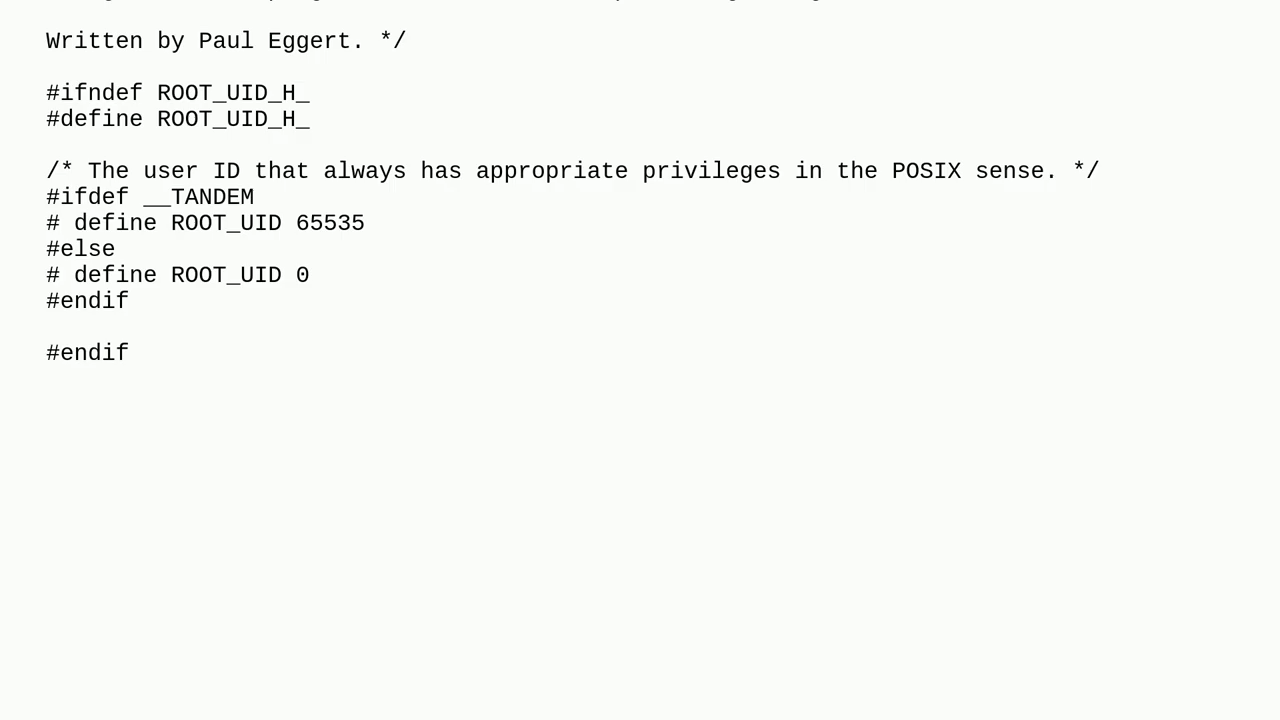 Written by Paul Eggert. */

#ifndef ROOT_UID_H_
#define ROOT_UID_H_

/* The user ID that always has appropriate privileges in the POSIX sense. */
#ifdef __TANDEM
# define ROOT_UID 65535
#else
# define ROOT_UID 0
#endif

#endif